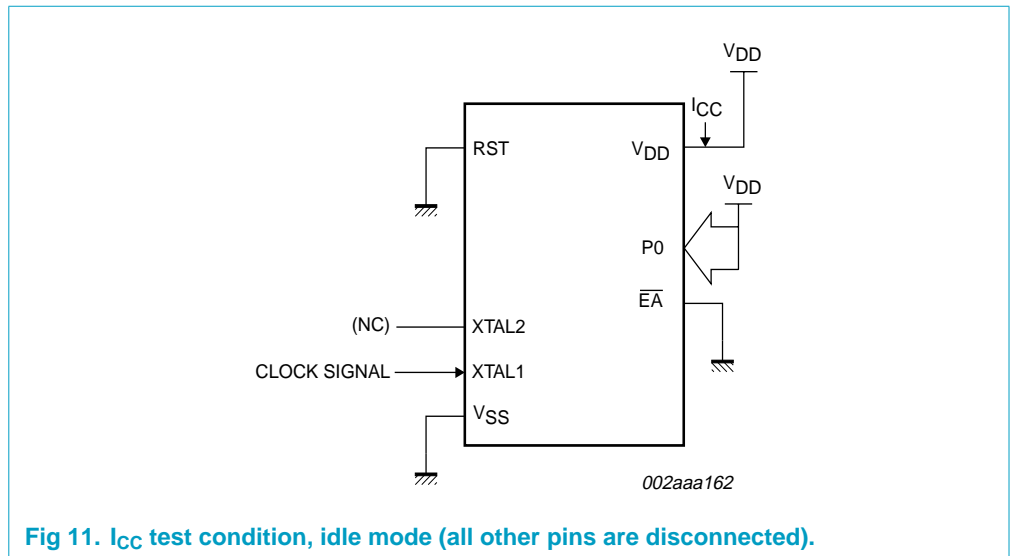 VDD
ICC
RST
VDD
VDD
P0
EA
(NC)
XTAL2
CLOCK SIGNAL
XTAL1
VSS
002aaa162
Fig 11. ICC test condition, idle mode (all other pins are disconnected).